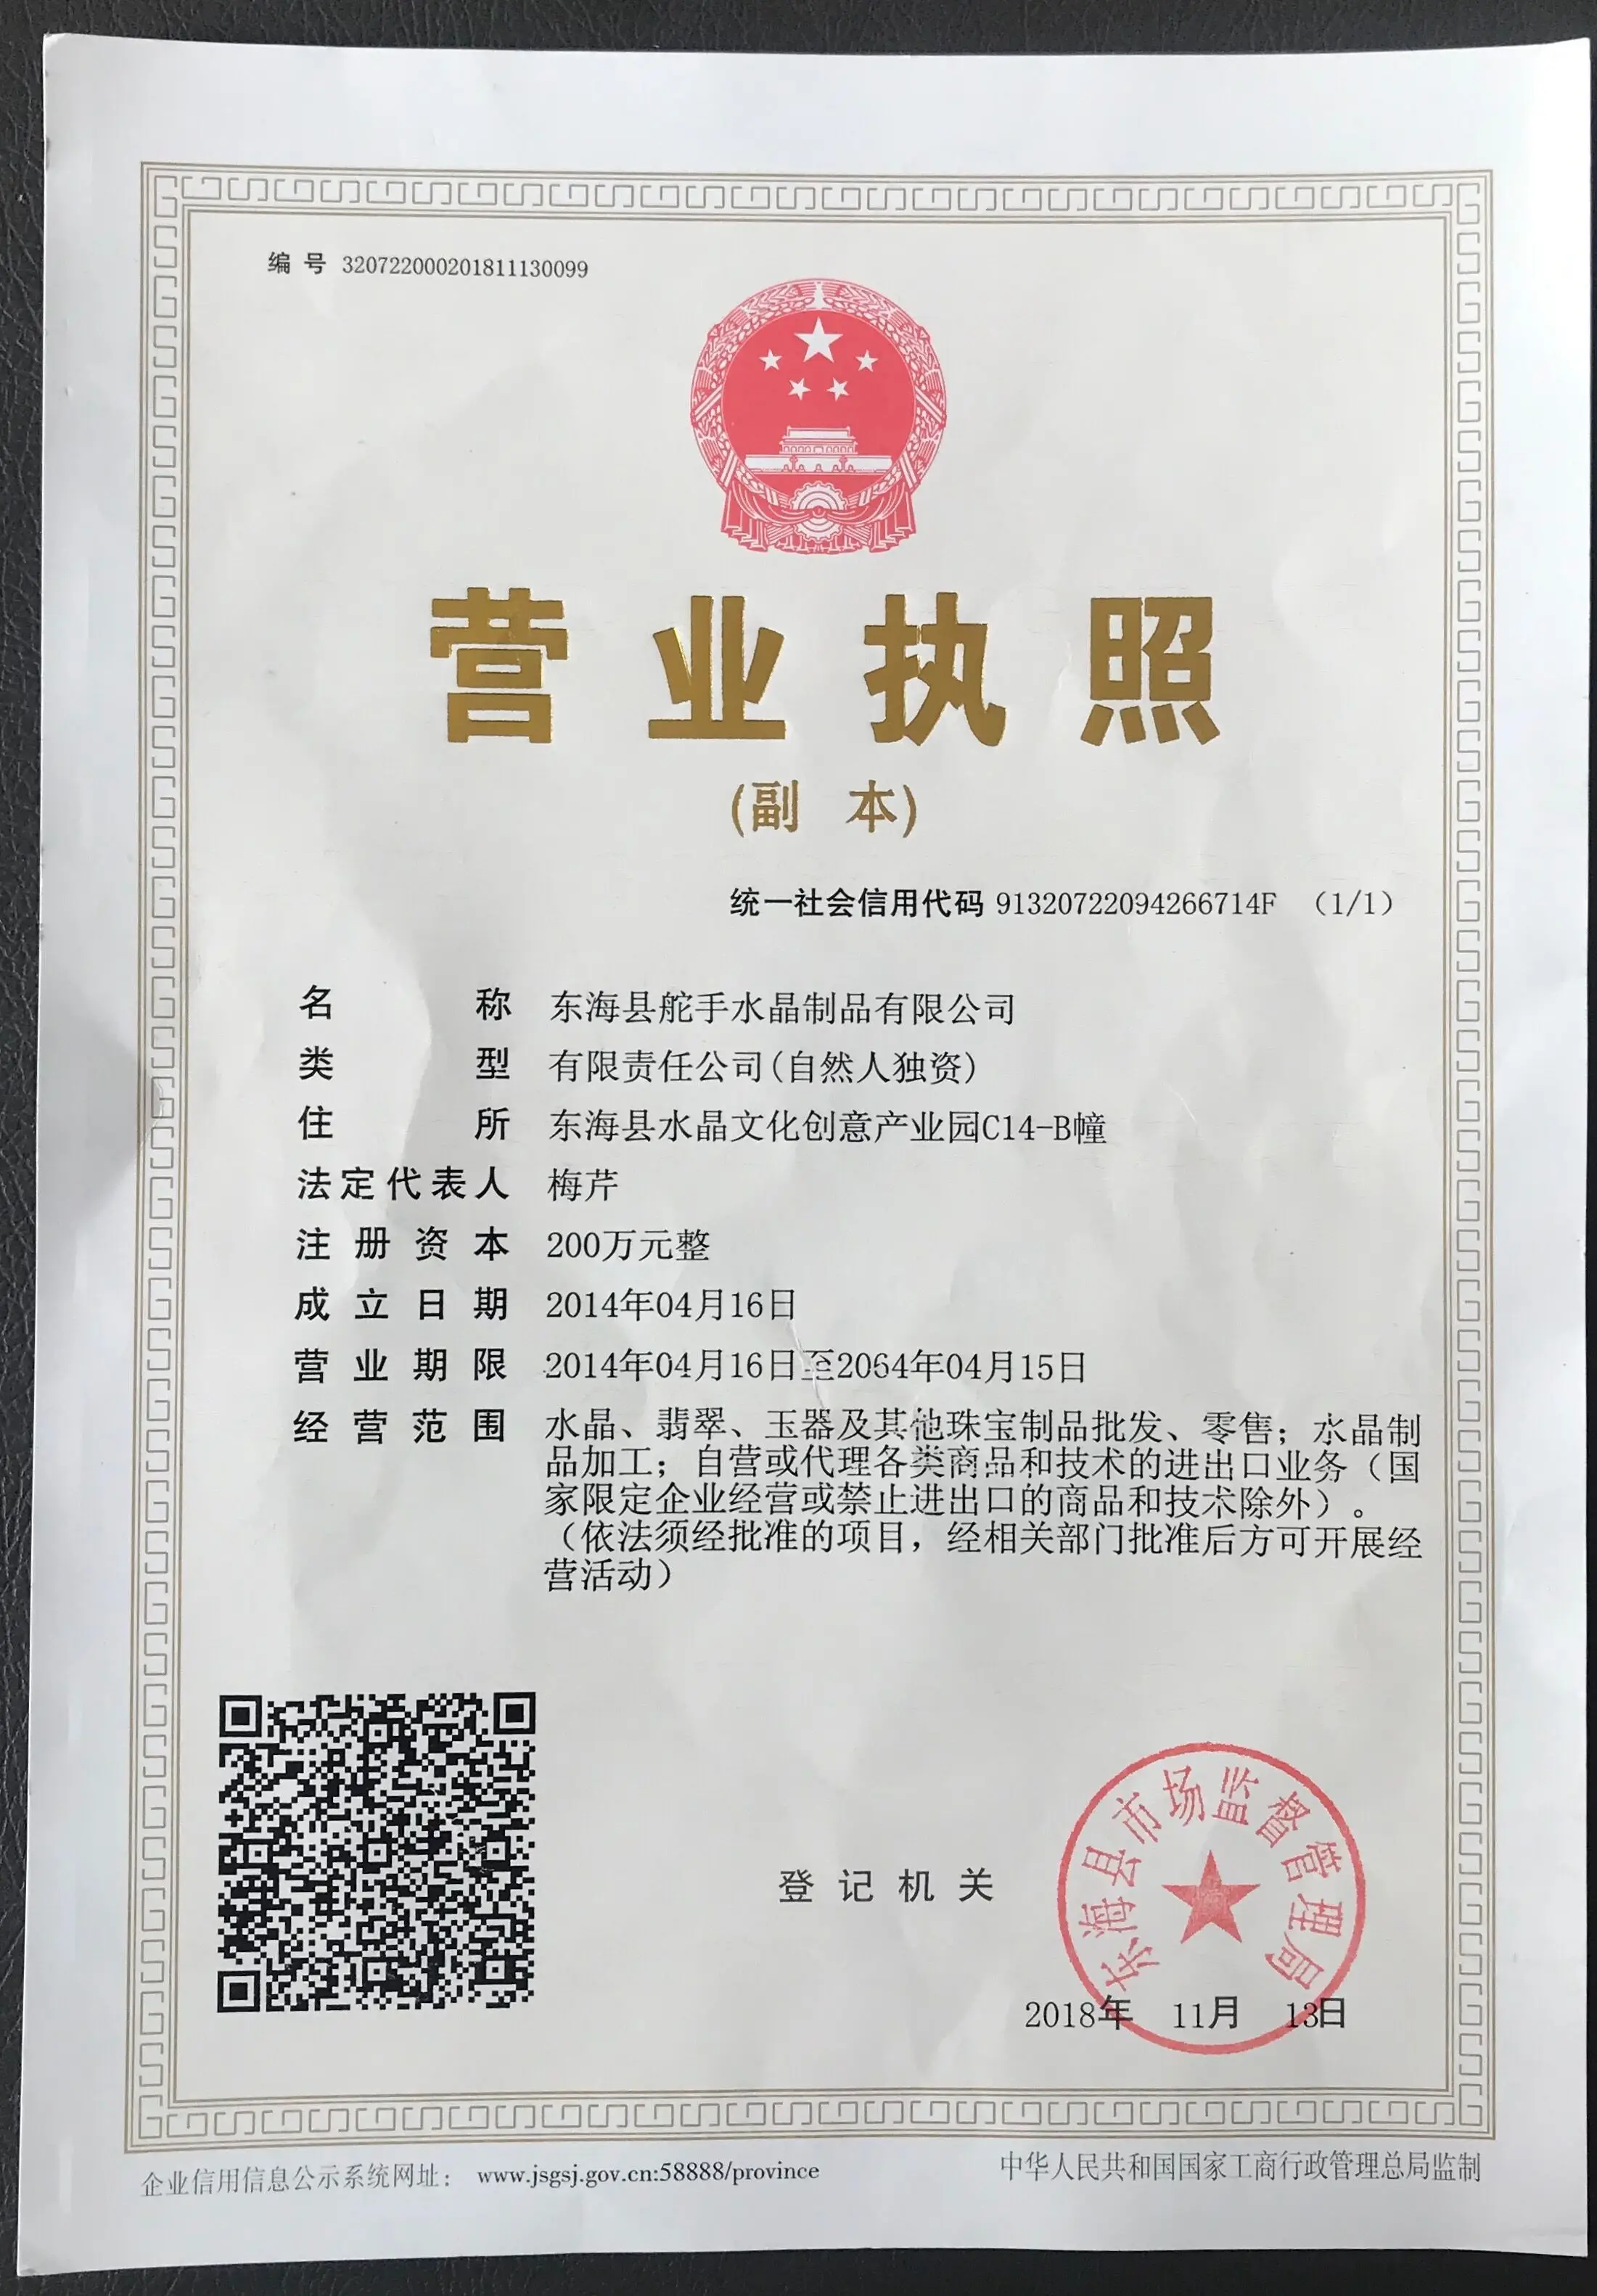 编 号 320722000201811130099
营业执照
(副 本)
统一社会信用代码 91320722094266714F (1/1)
名 称 东海县舵手水晶制品有限公司
类 型 有限责任公司(自然人独资)
住 所 东海县水晶文化创意产业园C14-B幢
法定代表人 梅芹
注册资本 200万元整
成立日期 2014年04月16日
营业期限 2014年04月16日至2064年04月15日
经营范围 水晶、翡翠、玉器及其他珠宝制品批发、零售；水晶制
品加工；自营或代理各类商品和技术的进出口业务（国
家限定企业经营或禁止进出口的商品和技术除外）。
（依法须经批准的项目，经相关部门批准后方可开展经
营活动）
东海县市场监督管理局
登记机关
2018年 11月 13日
企业信用信息公示系统网址： www.jsgsj.gov.cn:58888/province
中华人民共和国国家工商行政管理总局监制